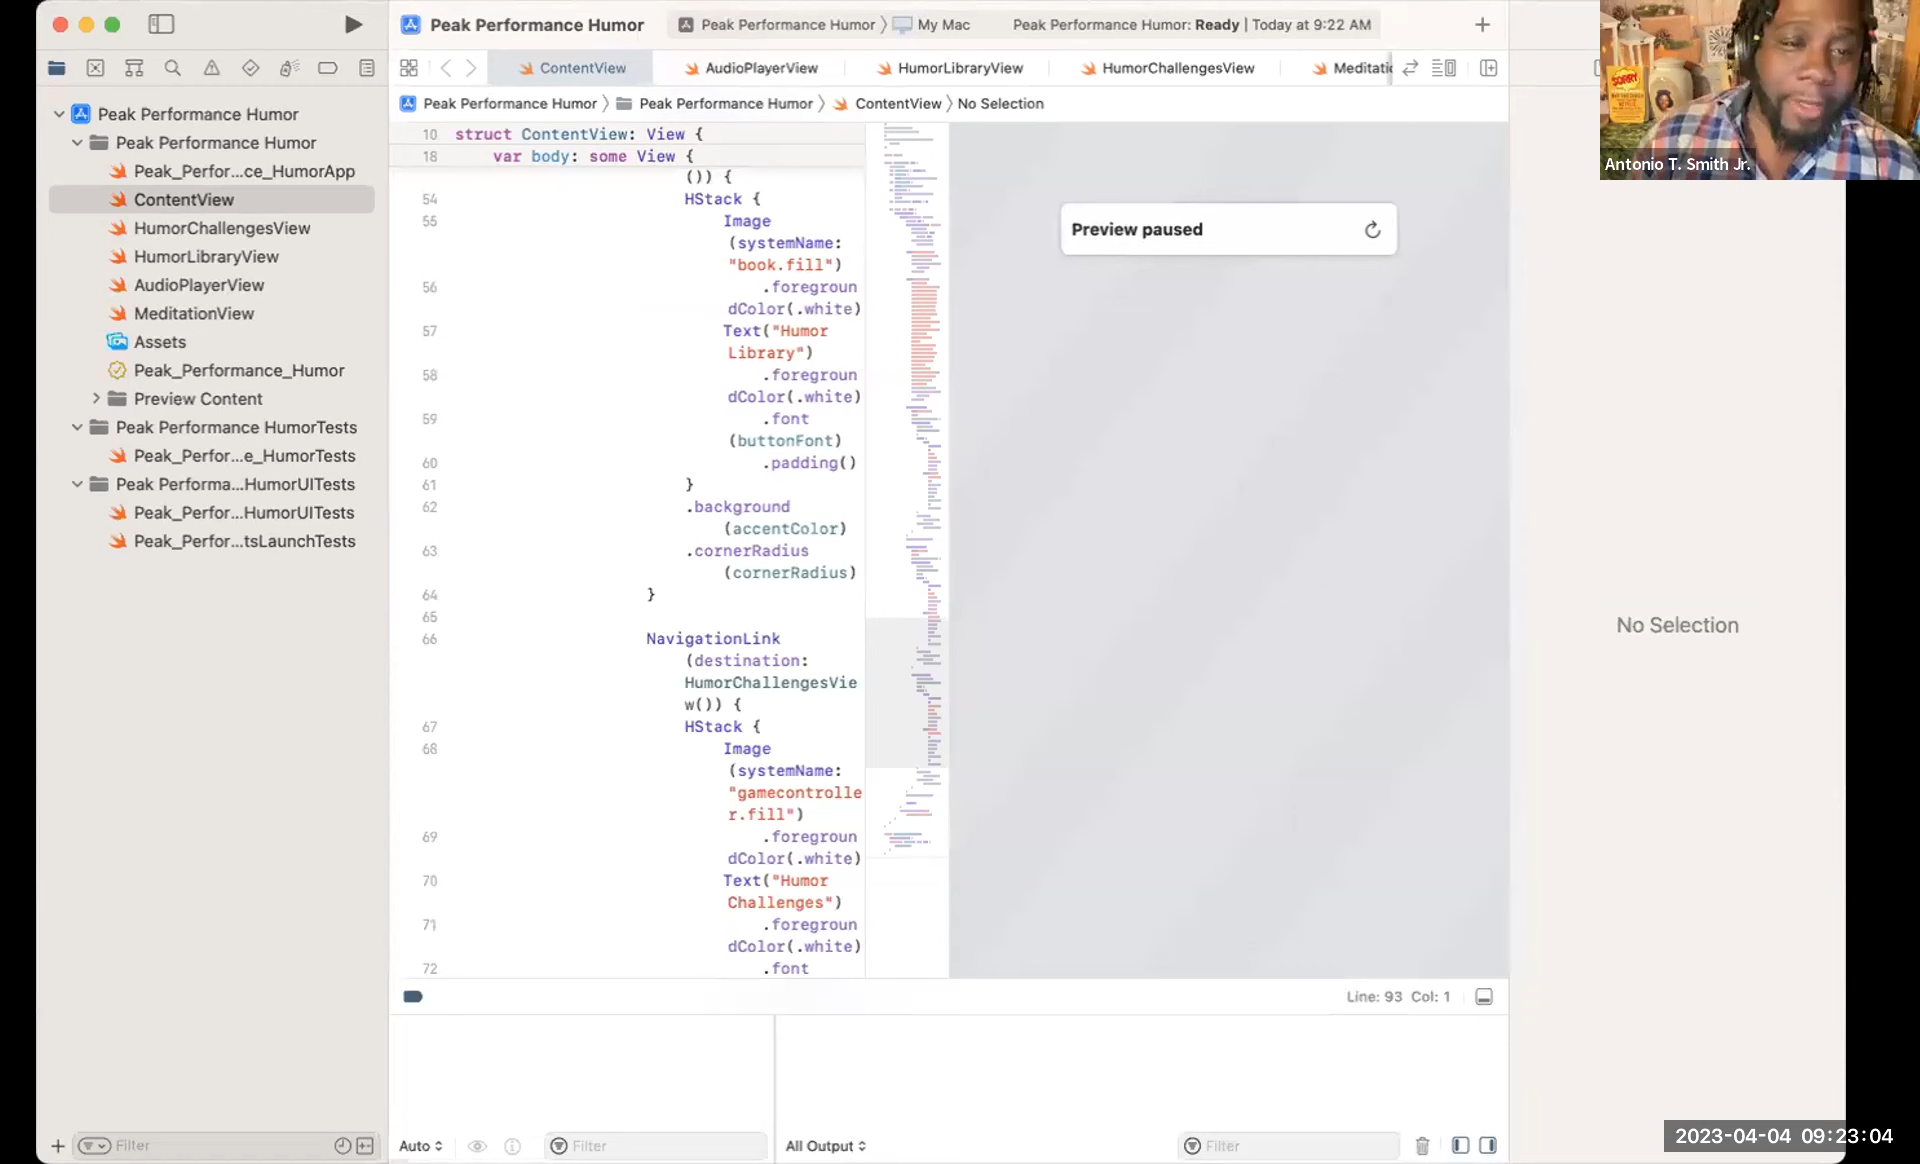 Peak Performance Humor
Peak Performance Humor
My Mac
Peak Performance Humor: Ready | Today at 9:22 AM
ContentView
AudioPlayerView
HumorLibraryView
HumorChallengesView
Meditatic
Peak Performance Humor
Peak Performance Humor
ContentView
No Selection
Peak Performance Humor
Peak Performance Humor
Peak_Perfor...ce_HumorApp
ContentView
HumorChallengesView
HumorLibraryView
AudioPlayerView
MeditationView
Assets
Peak_Performance_Humor
Preview Content
Peak Performance HumorTests
Peak_Perfor...e_HumorTests
Peak Performa...HumorUITests
Peak_Perfor...HumorUITests
Peak_Perfor...tsLaunchTests
10 struct ContentView: View {
18 var body: some View {
()) {
54 HStack {
55 Image
(systemName:
"book.fill")
56 .foregroun
dColor(.white)
57 Text("Humor
Library")
58 .foregroun
dColor(.white)
59 .font
(buttonFont)
60 .padding()
61 }
62 .background
(accentColor)
63 .cornerRadius
(cornerRadius)
64 }
65
66 NavigationLink
(destination:
HumorChallengesVie
w()) {
67 HStack {
68 Image
(systemName:
"gamecontrolle
r.fill")
69 .foregroun
dColor(.white)
70 Text("Humor
Challenges")
71 .foregroun
dColor(.white)
72 .font
Preview paused
SORRY
Antonio T. Smith Jr.
No Selection
Line: 93 Col: 1
Filter
Auto
Filter
All Output
Filter
2023-04-04 09:23:04